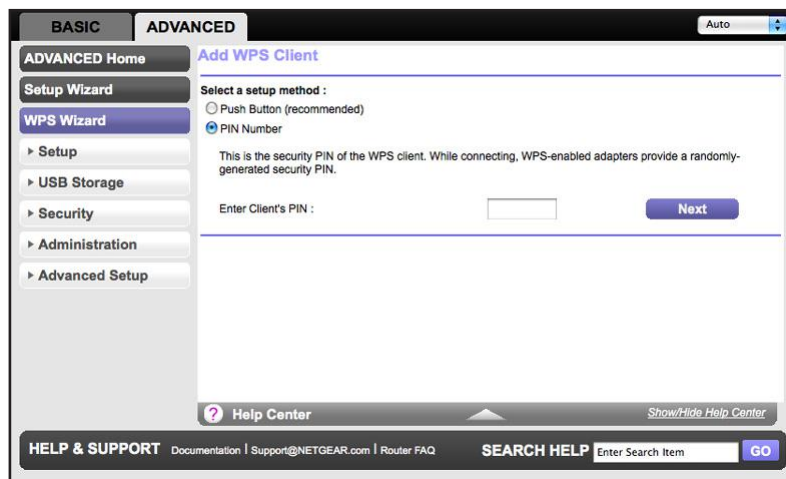 BASIC
ADVANCED
Auto
ADVANCED Home
Setup Wizard
WPS Wizard
Setup
USB Storage
Security
Administration
Advanced Setup
Add WPS Client
Select a setup method :
Push Button (recommended)
PIN Number
This is the security PIN of the WPS client. While connecting, WPS-enabled adapters provide a randomly-
generated security PIN.
Enter Client's PIN :
Next
? Help Center
Show/Hide Help Center
HELP & SUPPORT Documentation | Support@NETGEAR.com | Router FAQ
SEARCH HELP Enter Search Item GO